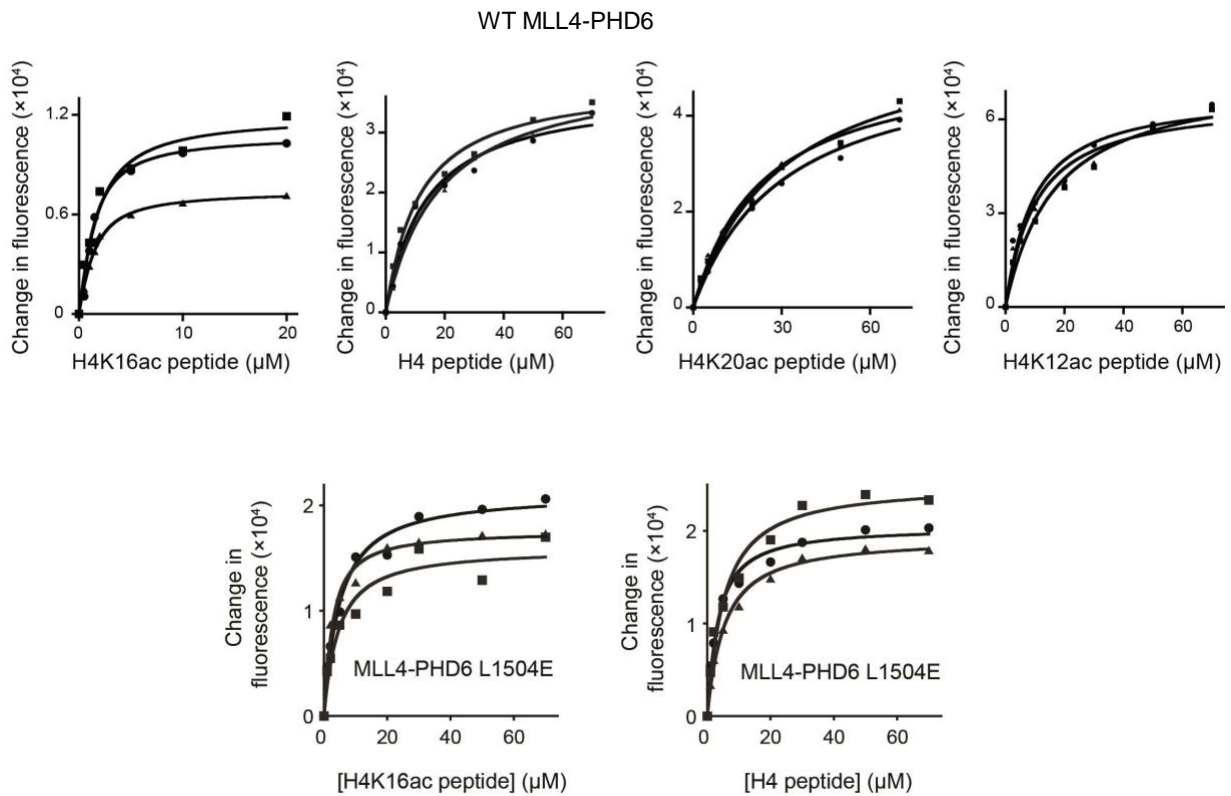 WT MLL4-PHD6
Change in fluorescence (×10⁴)
1.2
0.6
0
0
10
20
H4K16ac peptide (µM)
Change in fluorescence (×10⁴)
3
2
1
0
0
20
40
60
H4 peptide (µM)
Change in fluorescence (×10⁴)
4
2
0
0
30
60
H4K20ac peptide (µM)
Change in fluorescence (×10⁴)
6
3
0
0
20
40
60
H4K12ac peptide (µM)
Change in
fluorescence (×10⁴)
2
1
0
MLL4-PHD6 L1504E
0
20
40
60
[H4K16ac peptide] (µM)
Change in
fluorescence (×10⁴)
2
1
0
MLL4-PHD6 L1504E
0
20
40
60
[H4 peptide] (µM)